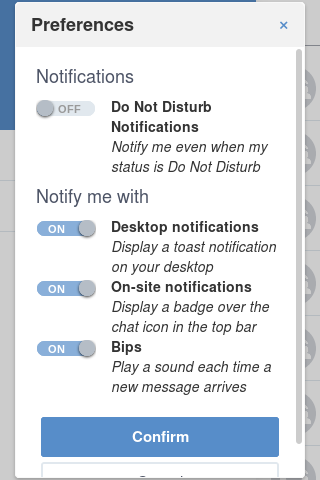 Preferences ×
Notifications
OFF Do Not Disturb
Notifications
Notify me even when my
status is Do Not Disturb
Notify me with
ON Desktop notifications
Display a toast notification
on your desktop
ON On-site notifications
Display a badge over the
chat icon in the top bar
ON Bips
Play a sound each time a
new message arrives
Confirm